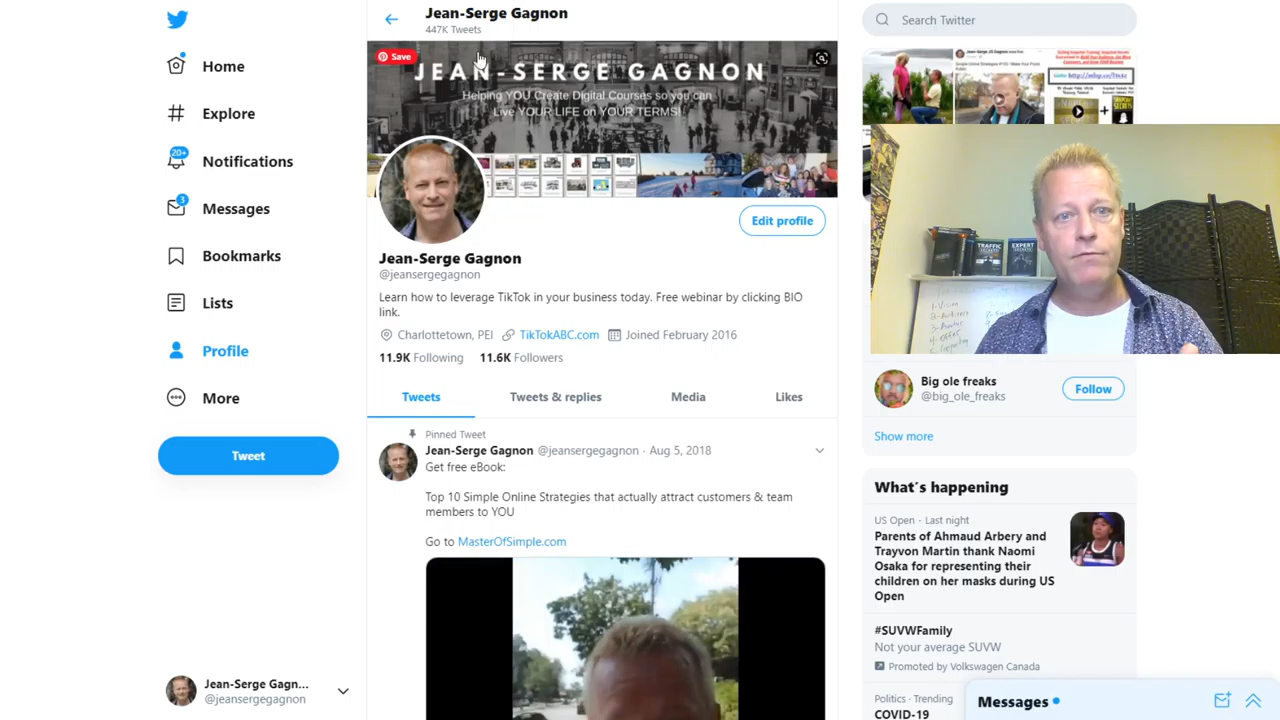 Home
Explore
20+
Notifications
3
Messages
Bookmarks
Lists
Profile
More
Tweet
Jean-Serge Gagn...
@jeansergegagnon
Jean-Serge Gagnon
447K Tweets
Save
JEAN-SERGE GAGNON
Helping YOU Create Digital Courses so you can
Live YOUR LIFE on YOUR TERMS!
Edit profile
Jean-Serge Gagnon
@jeansergegagnon
Learn how to leverage TikTok in your business today. Free webinar by clicking BIO
link.
Charlottetown, PEI TikTokABC.com Joined February 2016
11.9K Following 11.6K Followers
Tweets Tweets & replies Media Likes
Pinned Tweet
Jean-Serge Gagnon @jeansergegagnon · Aug 5, 2018
Get free eBook:
Top 10 Simple Online Strategies that actually attract customers & team
members to YOU
Go to MasterOfSimple.com
Search Twitter
TRAFFIC
SECRETS
EXPERT
SECRETS
Big ole freaks
@big_ole_freaks
Follow
Show more
What's happening
US Open · Last night
Parents of Ahmaud Arbery and
Trayvon Martin thank Naomi
Osaka for representing their
children on her masks during US
Open
#SUVWFamily
Not your average SUVW
Promoted by Volkswagen Canada
Politics · Trending
COVID-19
Messages